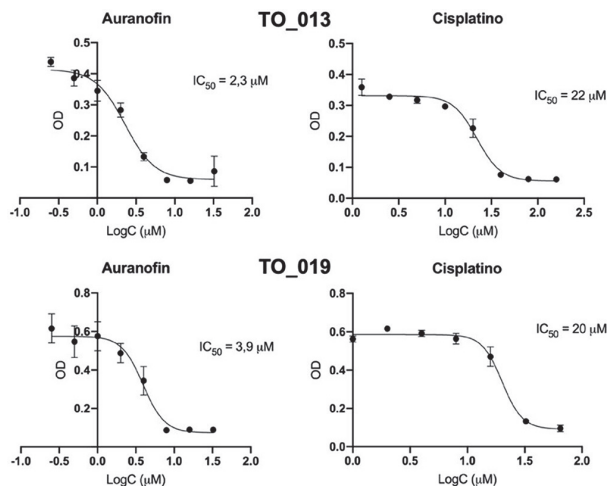 TO_013
Auranofin
Cisplatino
0.5
0.4
0.3
0.2
0.1
OD
IC50 = 2,3 μM
-1.0 -0.5 0.0 0.5 1.0 1.5 2.0
LogC (μM)
0.5
0.4
0.3
0.2
0.1
0.0
OD
IC50 = 22 μM
0.0 0.5 1.0 1.5 2.0 2.5
LogC (μM)
TO_019
Auranofin
Cisplatino
0.8
0.6
0.4
0.2
OD
IC50 = 3,9 μM
-1.0 -0.5 0.0 0.5 1.0 1.5 2.0
LogC (μM)
0.8
0.6
0.4
0.2
0.0
OD
IC50 = 20 μM
0.0 0.5 1.0 1.5 2.0
LogC (μM)